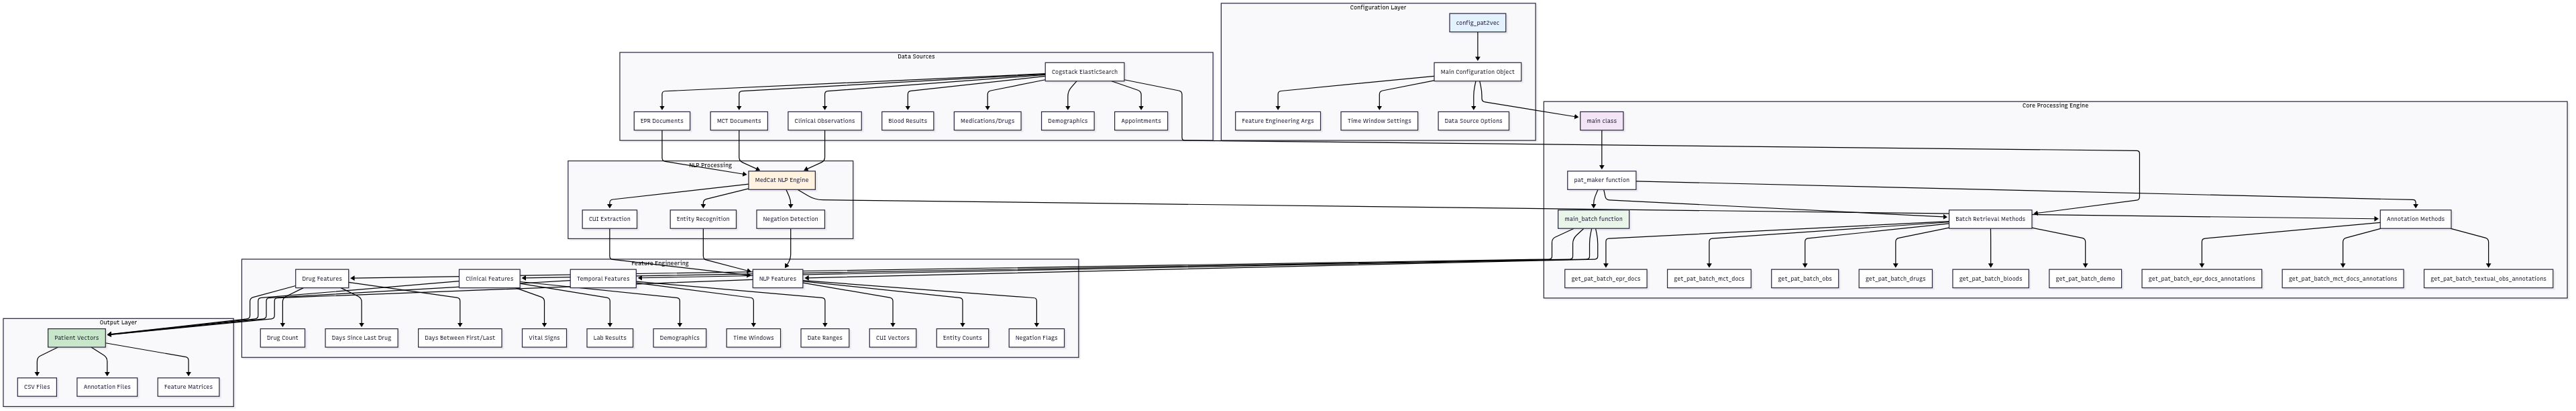 Configuration Layer
config_pat2vec
Main Configuration Object
Feature Engineering Args
Time Window Settings
Data Source Options
Data Sources
Cogstack ElasticSearch
EPR Documents
MCT Documents
Clinical Observations
Blood Results
Medications/Drugs
Demographics
Appointments
Core Processing Engine
main class
pat_maker function
main_batch function
Batch Retrieval Methods
Annotation Methods
get_pat_batch_epr_docs
get_pat_batch_mct_docs
get_pat_batch_obs
get_pat_batch_drugs
get_pat_batch_bloods
get_pat_batch_demo
get_pat_batch_epr_docs_annotations
get_pat_batch_mct_docs_annotations
get_pat_batch_textual_obs_annotations
NLP Processing
MedCat NLP Engine
CUI Extraction
Entity Recognition
Negation Detection
Feature Engineering
Drug Features
Clinical Features
Temporal Features
NLP Features
Drug Count
Days Since Last Drug
Days Between First/Last
Vital Signs
Lab Results
Demographics
Time Windows
Date Ranges
CUI Vectors
Entity Counts
Negation Flags
Output Layer
Patient Vectors
CSV Files
Annotation Files
Feature Matrices